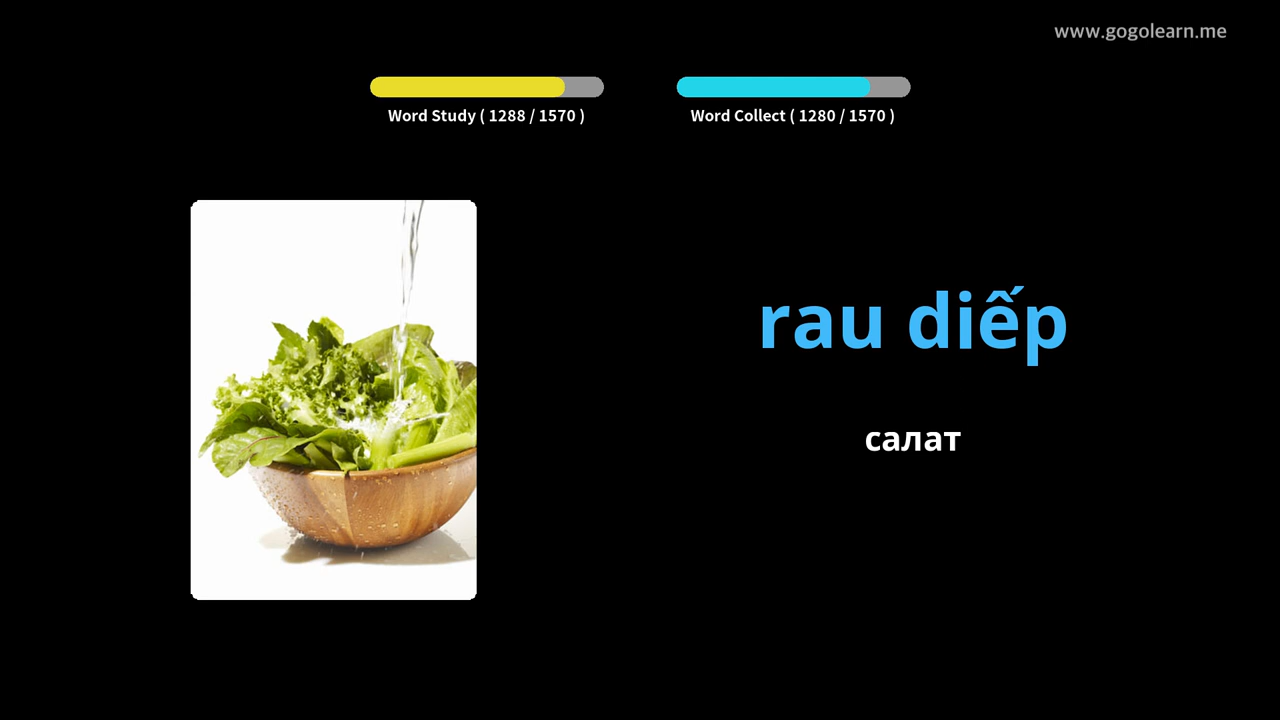 www.gogolearn.me
Word Study ( 1288 / 1570 )
Word Collect ( 1280 / 1570 )
rau diếp
салат